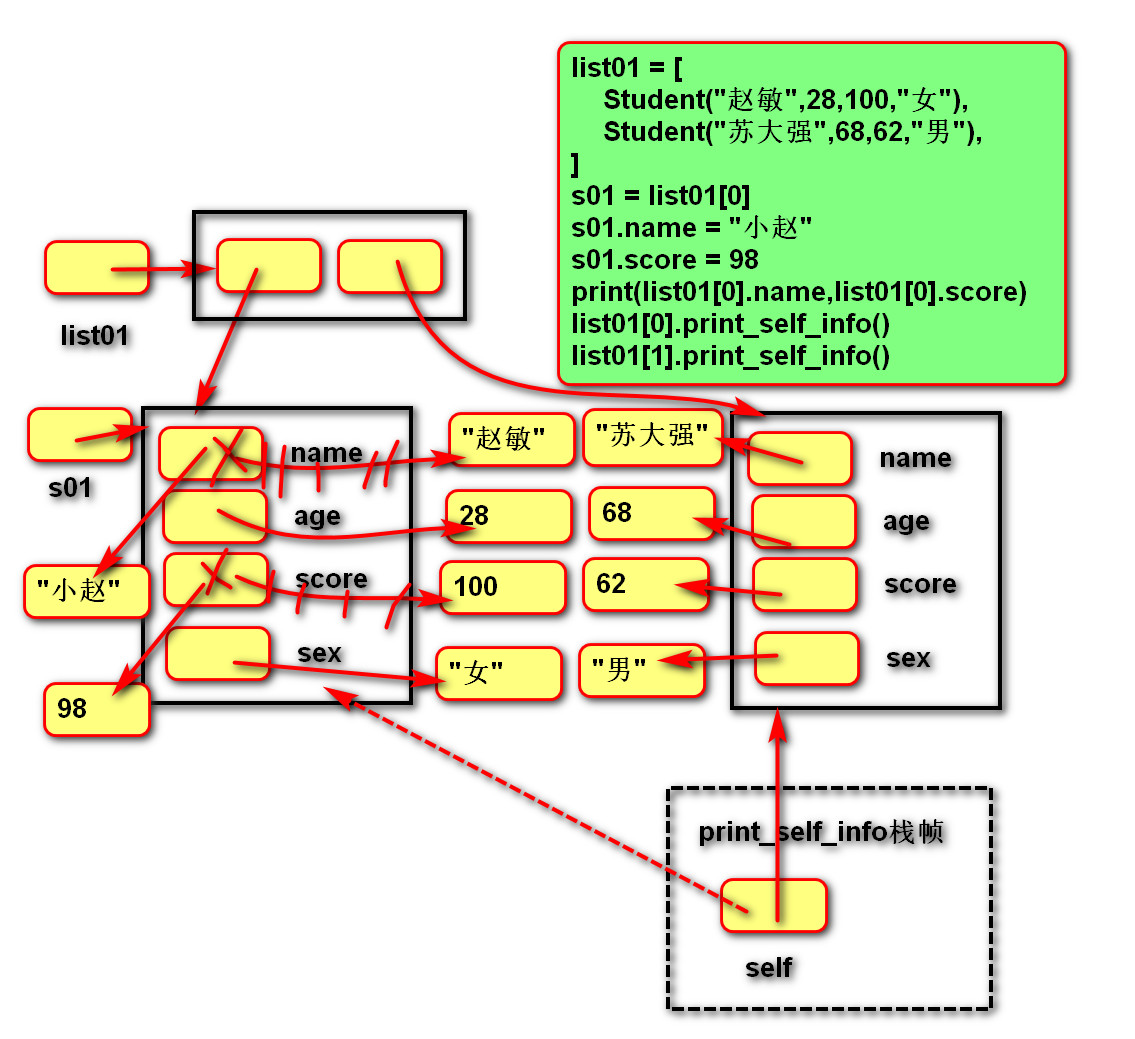 list01 = [
Student("赵敏",28,100,"女"),
Student("苏大强",68,62,"男"),
]
s01 = list01[0]
s01.name = "小赵"
s01.score = 98
print(list01[0].name,list01[0].score)
list01[0].print_self_info()
list01[1].print_self_info()
list01
s01
name
"赵敏"
"苏大强"
name
age
28
68
age
"小赵"
score
100
62
score
sex
"女"
"男"
sex
98
print_self_info栈帧
self